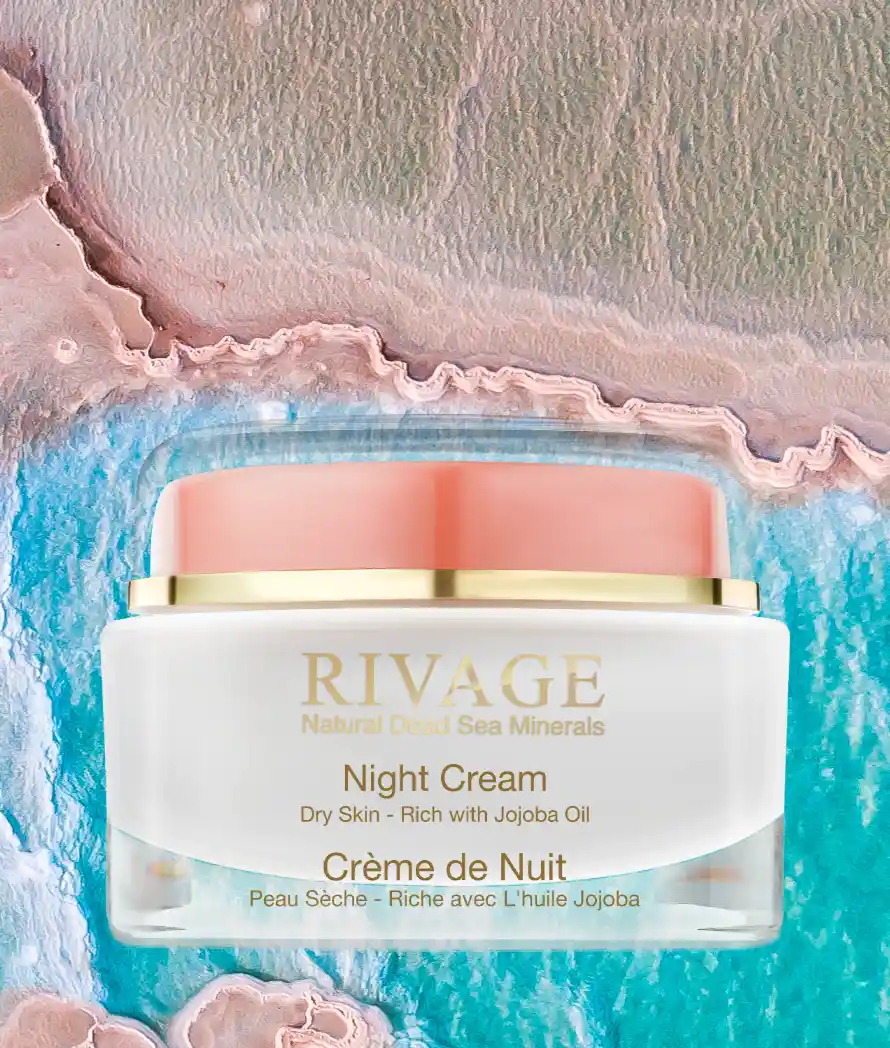 RIVAGE
Natural Dead Sea Minerals
Night Cream
Dry Skin - Rich with Jojoba Oil
Crème de Nuit
Peau Sèche - Riche avec L'huile Jojoba